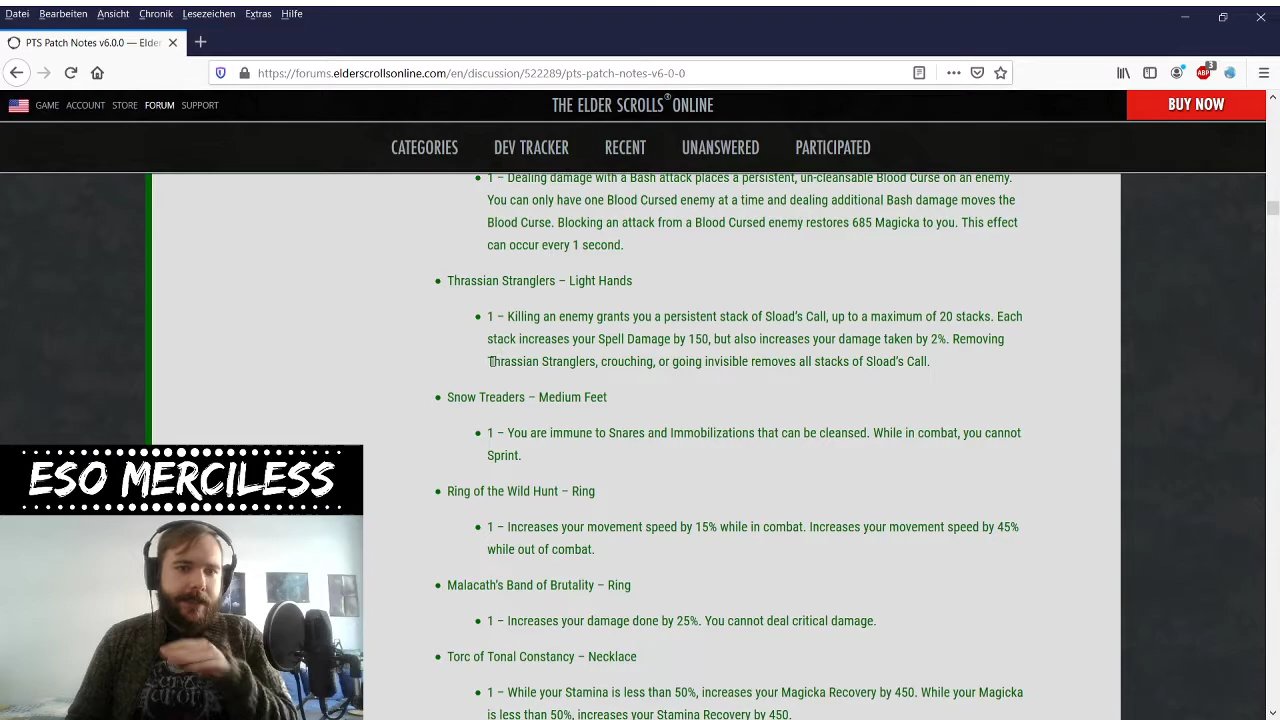 Datei Bearbeiten Ansicht Chronik Lesezeichen Extras Hilfe
PTS Patch Notes v6.0.0 — Elder
https://forums.elderscrollsonline.com/en/discussion/522289/pts-patch-notes-v6-0-0
ABP 3
GAME ACCOUNT STORE FORUM SUPPORT
THE ELDER SCROLLS® ONLINE
BUY NOW
CATEGORIES DEV TRACKER RECENT UNANSWERED PARTICIPATED
1 – Dealing damage with a Bash attack places a persistent, un-cleansable Blood Curse on an enemy.
You can only have one Blood Cursed enemy at a time and dealing additional Bash damage moves the
Blood Curse. Blocking an attack from a Blood Cursed enemy restores 685 Magicka to you. This effect
can occur every 1 second.
Thrassian Stranglers – Light Hands
1 – Killing an enemy grants you a persistent stack of Sload's Call, up to a maximum of 20 stacks. Each
stack increases your Spell Damage by 150, but also increases your damage taken by 2%. Removing
Thrassian Stranglers, crouching, or going invisible removes all stacks of Sload's Call.
Snow Treaders – Medium Feet
1 – You are immune to Snares and Immobilizations that can be cleansed. While in combat, you cannot
Sprint.
Ring of the Wild Hunt – Ring
1 – Increases your movement speed by 15% while in combat. Increases your movement speed by 45%
while out of combat.
Malacath's Band of Brutality – Ring
1 – Increases your damage done by 25%. You cannot deal critical damage.
Torc of Tonal Constancy – Necklace
1 – While your Stamina is less than 50%, increases your Magicka Recovery by 450. While your Magicka
is less than 50%, increases your Stamina Recovery by 450.
ESO MERCILESS